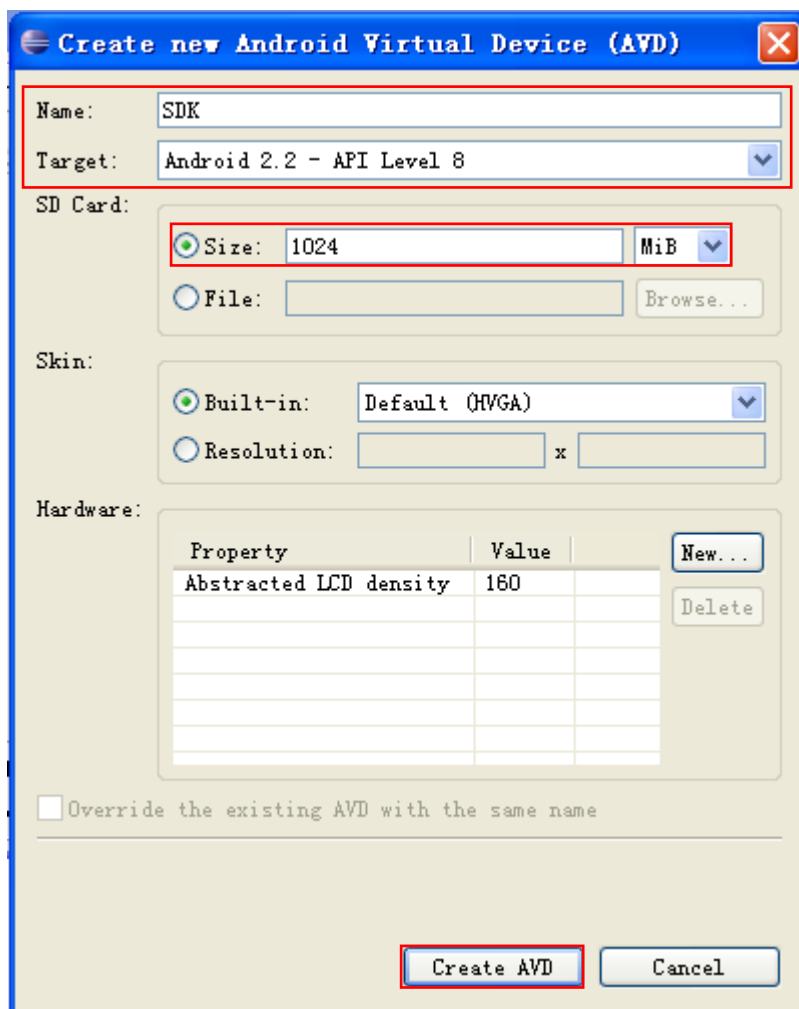 Create new Android Virtual Device (AVD)
Name: SDK
Target: Android 2.2 - API Level 8
SD Card:
Size: 1024 MiB
File: Browse...
Skin:
Built-in: Default (HVGA)
Resolution: x
Hardware:
Property Value New...
Abstracted LCD density 160
Delete
Override the existing AVD with the same name
Create AVD Cancel